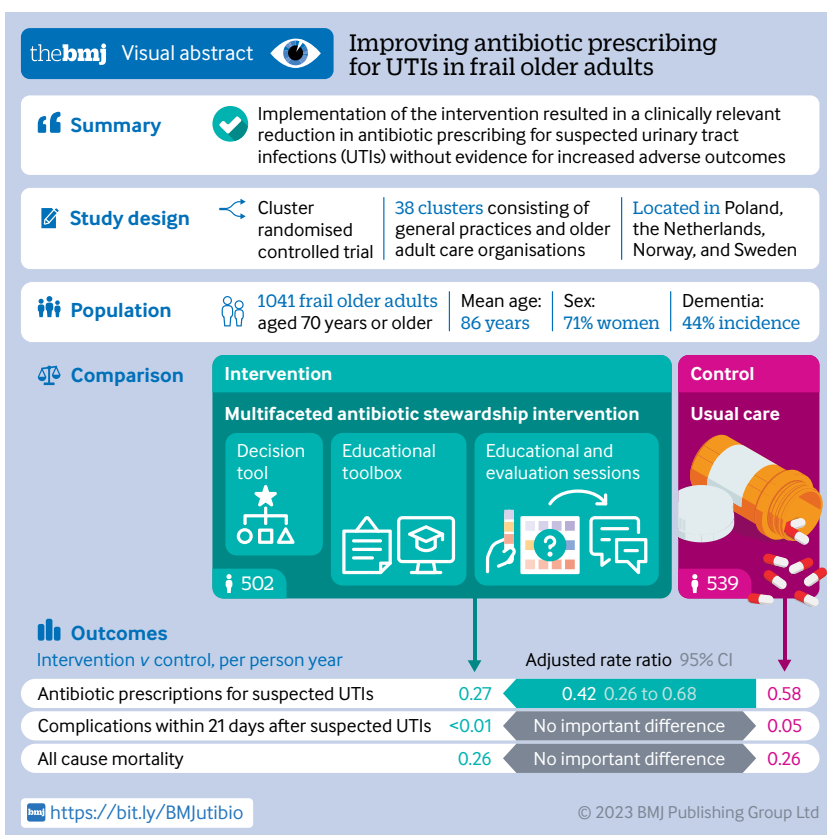 thebmj Visual abstract
Improving antibiotic prescribing
for UTIs in frail older adults
Summary
Implementation of the intervention resulted in a clinically relevant
reduction in antibiotic prescribing for suspected urinary tract
infections (UTIs) without evidence for increased adverse outcomes
Study design
Cluster
randomised
controlled trial
38 clusters consisting of
general practices and older
adult care organisations
Located in Poland,
the Netherlands,
Norway, and Sweden
Population
1041 frail older adults
aged 70 years or older
Mean age:
86 years
Sex:
71% women
Dementia:
44% incidence
Comparison
Intervention
Multifaceted antibiotic stewardship intervention
Decision
tool
Educational
toolbox
Educational and
evaluation sessions
?
502
Control
Usual care
539
Outcomes
Intervention v control, per person year
Adjusted rate ratio 95% CI
Antibiotic prescriptions for suspected UTIs 0.27 0.42 0.26 to 0.68 0.58
Complications within 21 days after suspected UTIs <0.01 No important difference 0.05
All cause mortality 0.26 No important difference 0.26
bmj https://bit.ly/BMJutibio
© 2023 BMJ Publishing Group Ltd